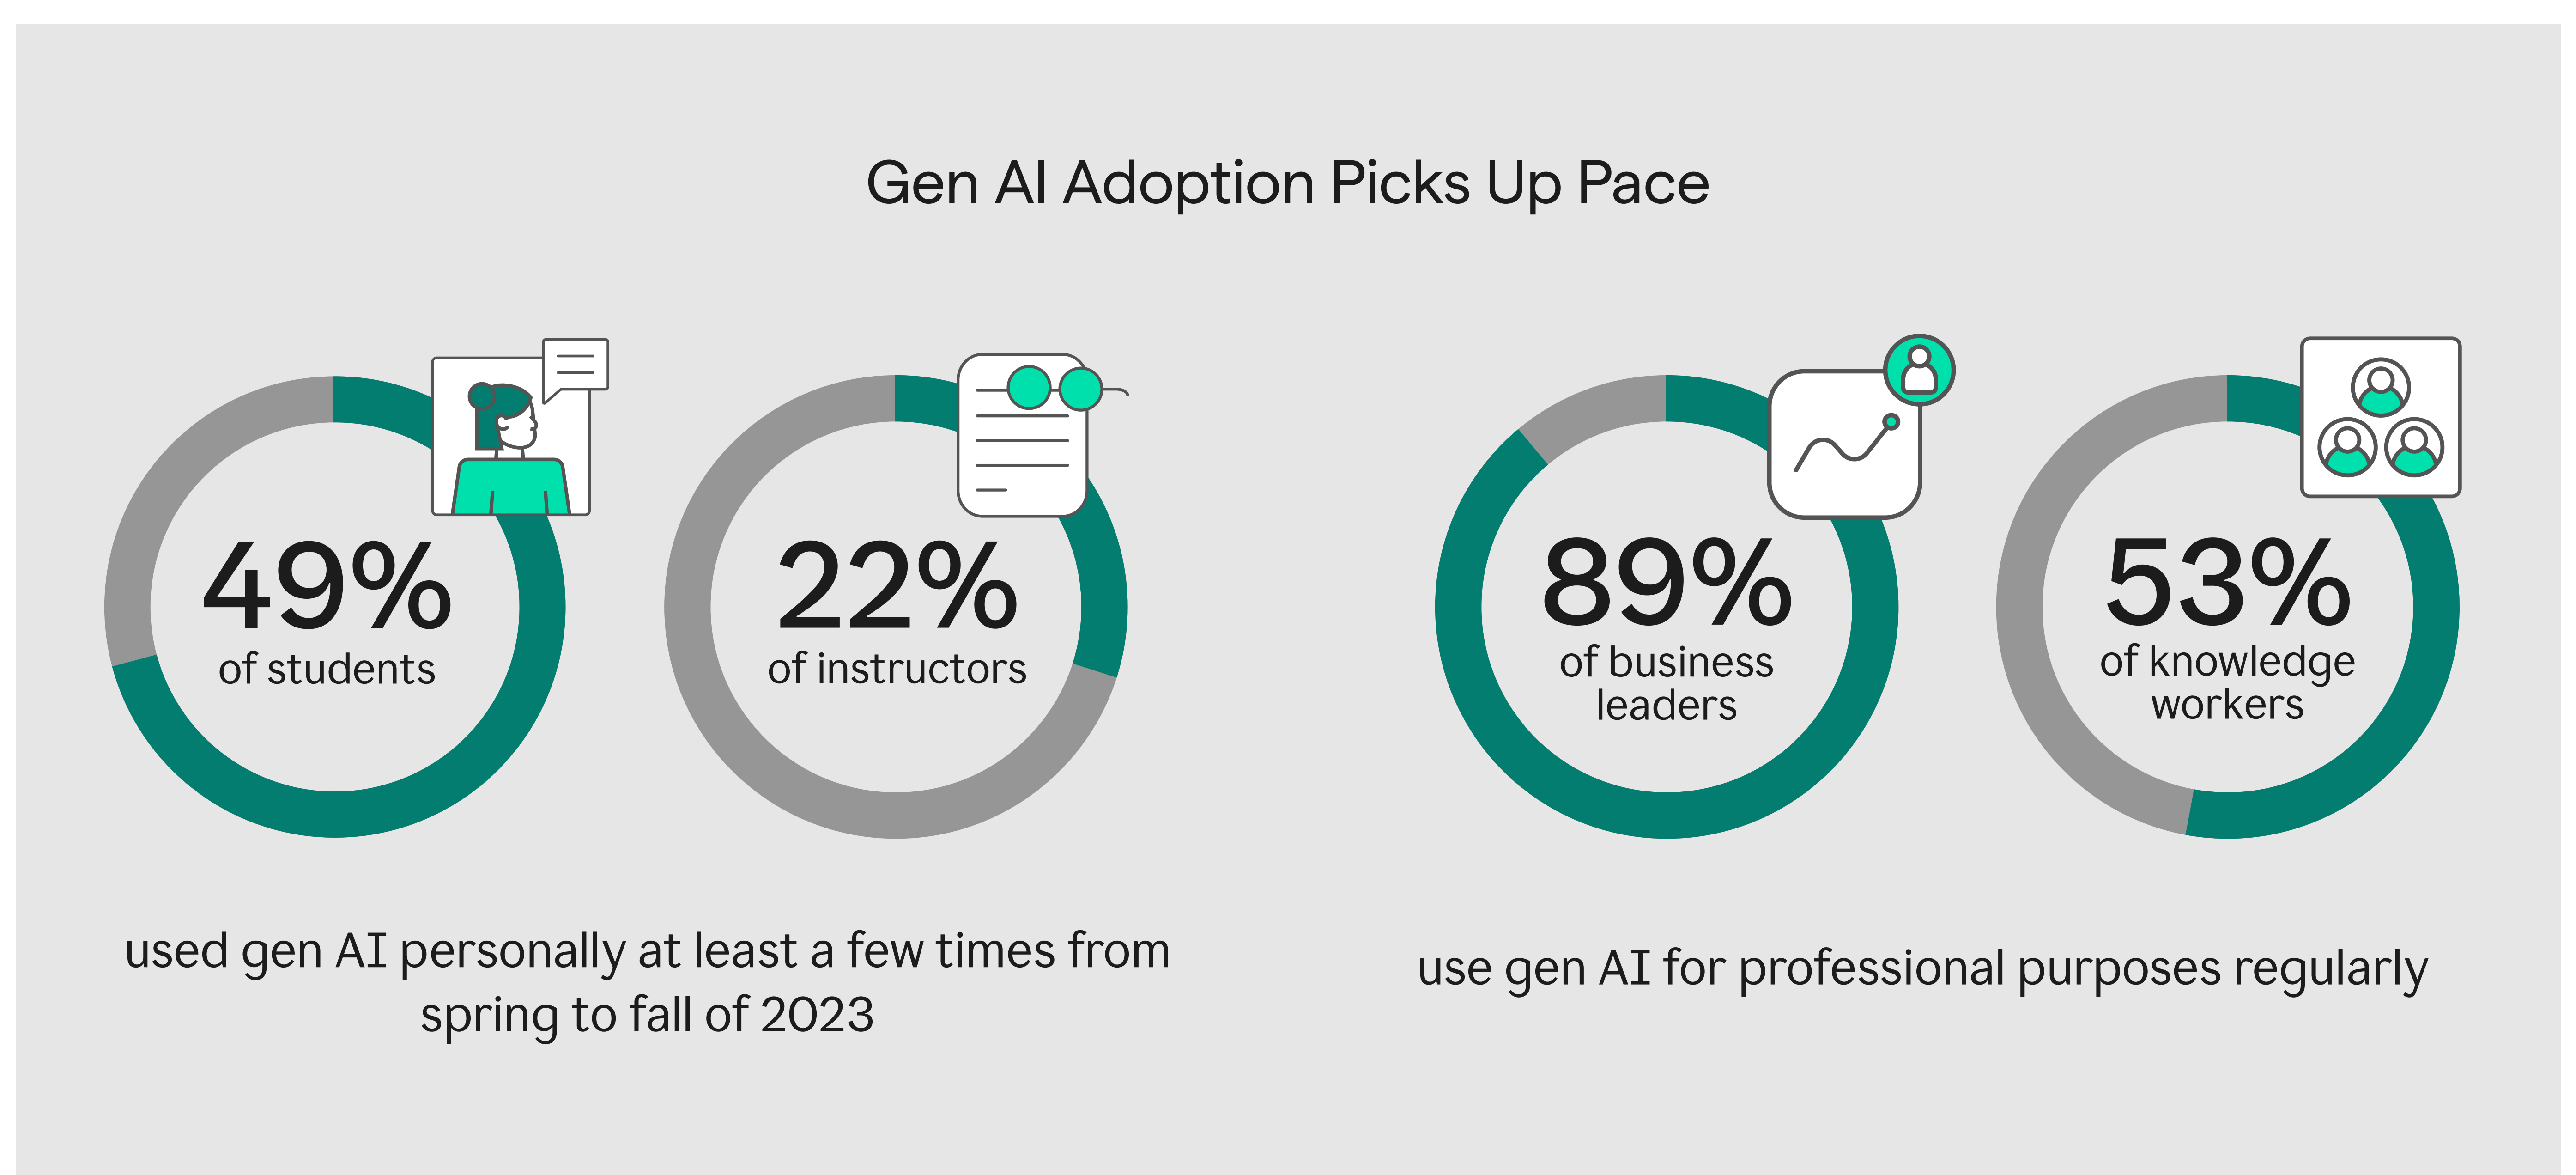 Gen AI Adoption Picks Up Pace
49%
of students
22%
of instructors
used gen AI personally at least a few times from
spring to fall of 2023
89%
of business
leaders
53%
of knowledge
workers
use gen AI for professional purposes regularly